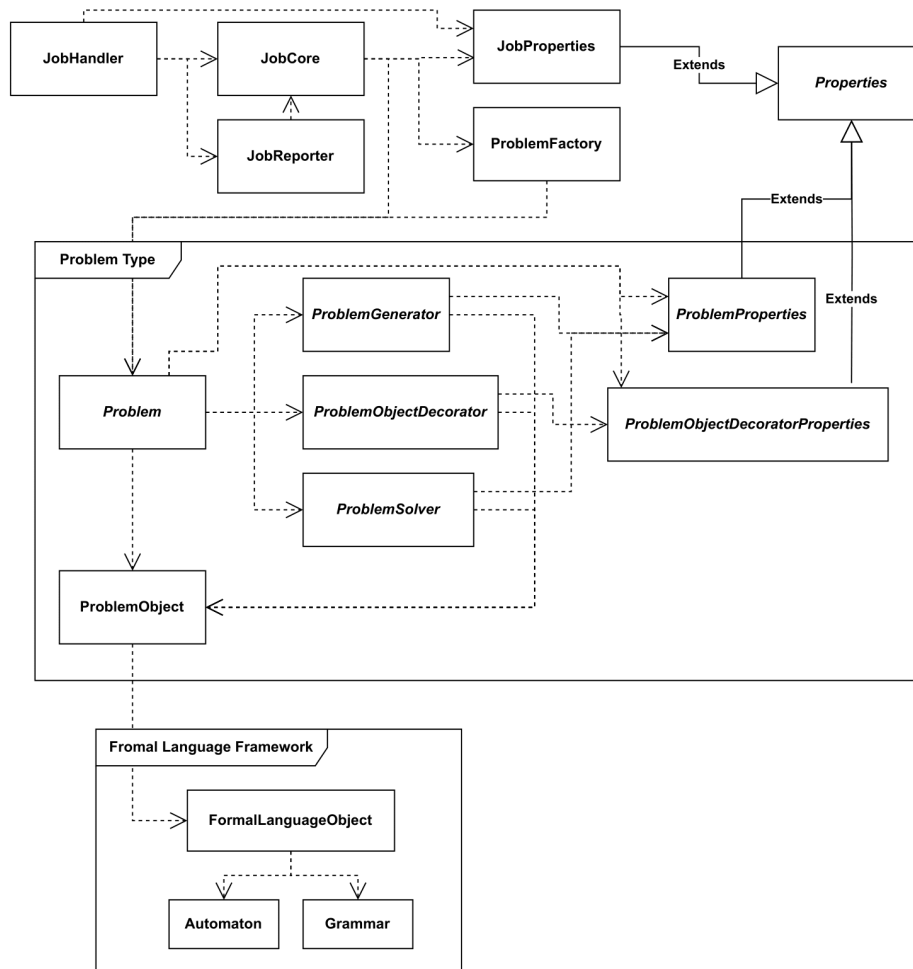 JobHandler
JobCore
JobProperties
Extends
Properties
JobReporter
ProblemFactory
Extends
Problem Type
ProblemGenerator
ProblemProperties
Extends
Problem
ProblemObjectDecorator
ProblemObjectDecoratorProperties
ProblemSolver
ProblemObject
Fromal Language Framework
FormalLanguageObject
Automaton
Grammar